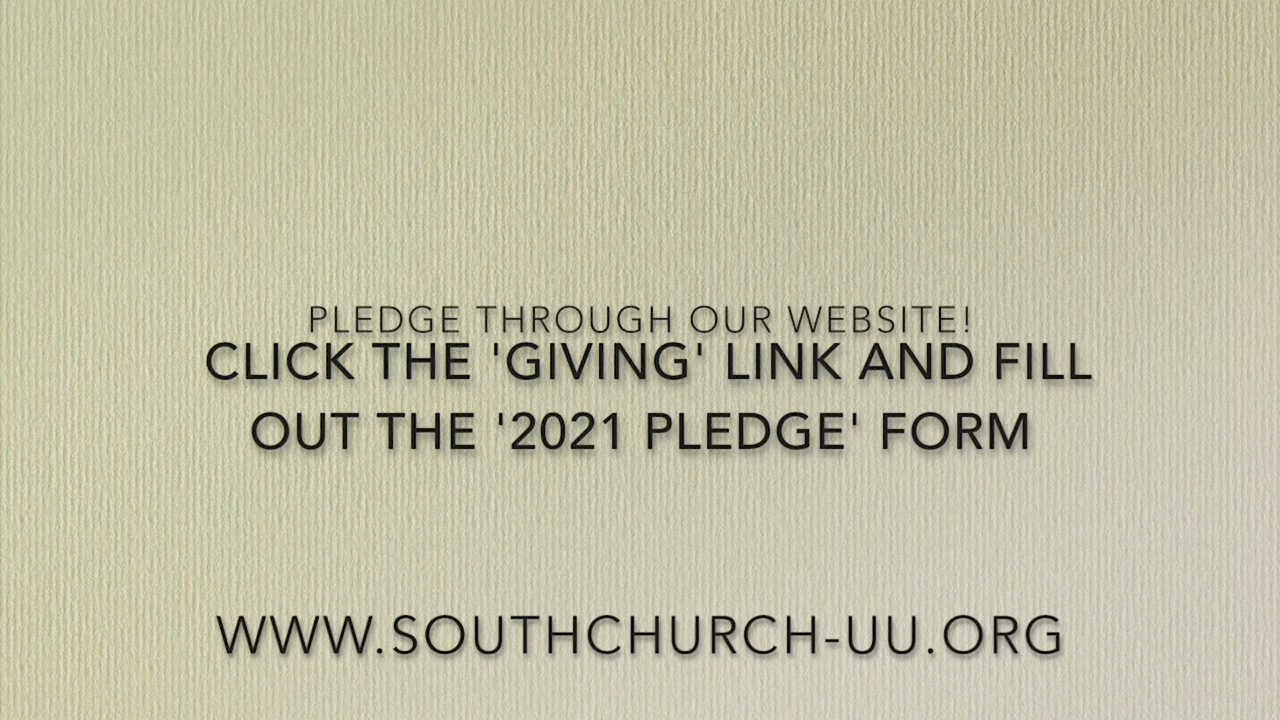 PLEDGE THROUGH OUR WEBSITE!
CLICK THE 'GIVING' LINK AND FILL
OUT THE '2021 PLEDGE' FORM
WWW.SOUTHCHURCH-UU.ORG